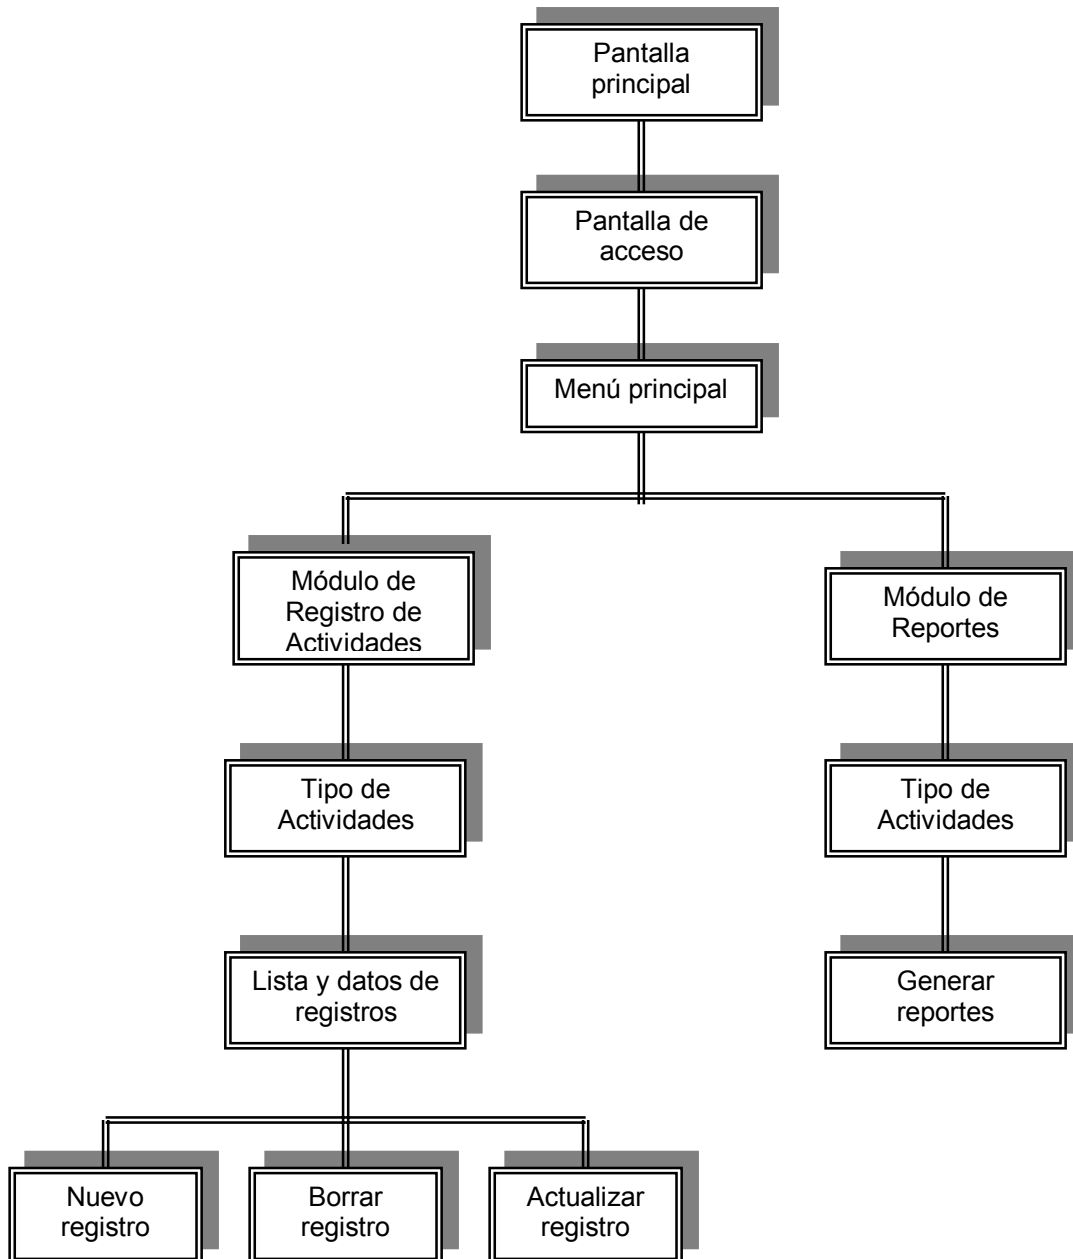 Pantalla
principal
Pantalla de
acceso
Menú principal
Módulo de
Registro de
Actividades
Módulo de
Reportes
Tipo de
Actividades
Tipo de
Actividades
Lista y datos de
registros
Generar
reportes
Nuevo
registro
Borrar
registro
Actualizar
registro